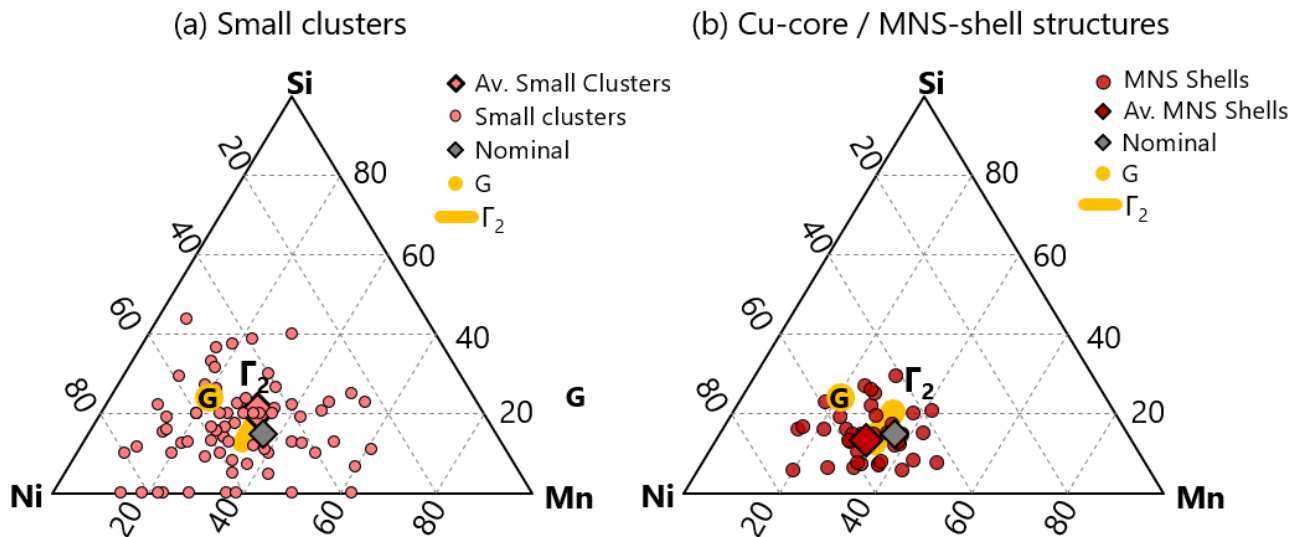 (a) Small clusters
(b) Cu-core / MNS-shell structures
Si
Av. Small Clusters
Small clusters
Nominal
G
Γ2
20
40
60
80
80
60
40
20
G
Γ2
Ni
Mn
20
40
60
80
G
Si
MNS Shells
Av. MNS Shells
Nominal
G
Γ2
20
40
60
80
80
60
40
20
G
Γ2
Ni
Mn
20
40
60
80